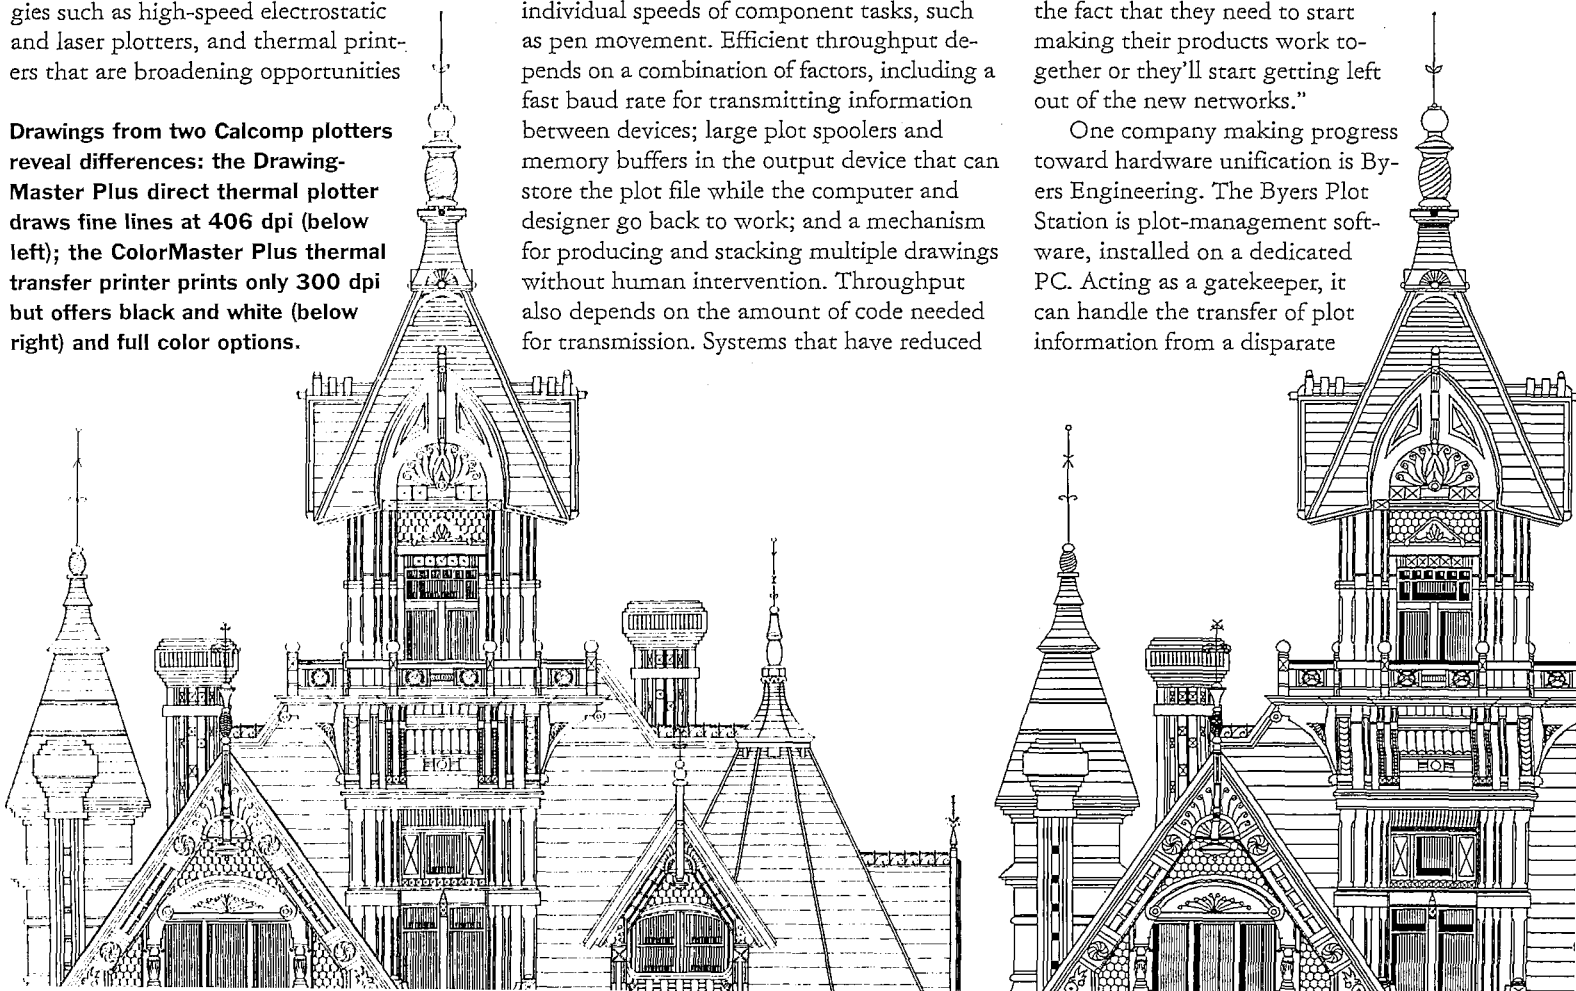 gies such as high-speed electrostatic
and laser plotters, and thermal print-
ers that are broadening opportunities
Drawings from two Calcomp plotters
reveal differences: the Drawing-
Master Plus direct thermal plotter
draws fine lines at 406 dpi (below
left); the ColorMaster Plus thermal
transfer printer prints only 300 dpi
but offers black and white (below
right) and full color options.
individual speeds of component tasks, such
as pen movement. Efficient throughput de-
pends on a combination of factors, including a
fast baud rate for transmitting information
between devices; large plot spoolers and
memory buffers in the output device that can
store the plot file while the computer and
designer go back to work; and a mechanism
for producing and stacking multiple drawings
without human intervention. Throughput
also depends on the amount of code needed
for transmission. Systems that have reduced
the fact that they need to start
making their products work to-
gether or they'll start getting left
out of the new networks."
One company making progress
toward hardware unification is By-
ers Engineering. The Byers Plot
Station is plot-management soft-
ware, installed on a dedicated
PC. Acting as a gatekeeper, it
can handle the transfer of plot
information from a disparate